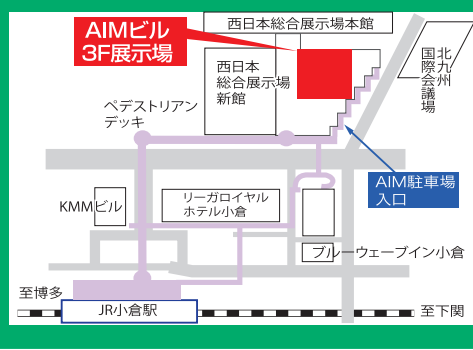 西日本総合展示場本館
AIMビル
3F展示場
北九州
国際会議場
西日本
総合展示場
新館
ペデストリアン
デッキ
AIM駐車場
入口
KMMビル
リーガロイヤル
ホテル小倉
ブルーウェーブイン小倉
至博多
JR小倉駅
至下関